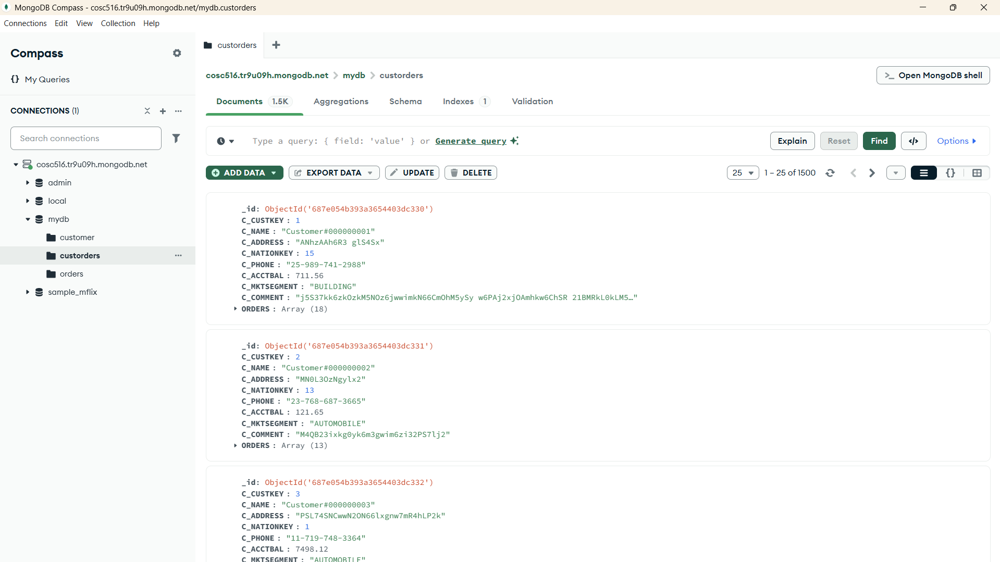 MongoDB Compass - cosc516.tr9u09h.mongodb.net/mydb.custorders
Connections Edit View Collection Help
Compass
My Queries
CONNECTIONS (1)
Search connections
cosc516.tr9u09h.mongodb.net
admin
local
mydb
customer
custorders
orders
sample_mflix
custorders
cosc516.tr9u09h.mongodb.net > mydb > custorders
>_ Open MongoDB shell
Documents 1.5K Aggregations Schema Indexes 1 Validation
Type a query: { field: 'value' } or Generate query
Explain Reset Find </> Options
ADD DATA EXPORT DATA UPDATE DELETE
25 1 – 25 of 1500 {}
_id: ObjectId('687e054b393a3654403dc330')
C_CUSTKEY : 1
C_NAME : "Customer#000000001"
C_ADDRESS : "ANhzAAh6R3 glS4Sx"
C_NATIONKEY : 15
C_PHONE : "25-989-741-2988"
C_ACCTBAL : 711.56
C_MKTSEGMENT : "BUILDING"
C_COMMENT : "j5S37kk6zkOzkM5NOz6jwwimkN66CmOhM5ySy w6PAj2xjOAmhkw6ChSR 21BMRkL0kLM5…"
ORDERS : Array (18)
_id: ObjectId('687e054b393a3654403dc331')
C_CUSTKEY : 2
C_NAME : "Customer#000000002"
C_ADDRESS : "MN0L3OzNgylx2"
C_NATIONKEY : 13
C_PHONE : "23-768-687-3665"
C_ACCTBAL : 121.65
C_MKTSEGMENT : "AUTOMOBILE"
C_COMMENT : "M4QB23ixkg0yk6m3gwim6zi32PS7lj2"
ORDERS : Array (13)
_id: ObjectId('687e054b393a3654403dc332')
C_CUSTKEY : 3
C_NAME : "Customer#000000003"
C_ADDRESS : "PSL74SNCwwN2ON66lxgnw7mR4hLP2k"
C_NATIONKEY : 1
C_PHONE : "11-719-748-3364"
C_ACCTBAL : 7498.12
C_MKTSEGMENT : "AUTOMOBILE"